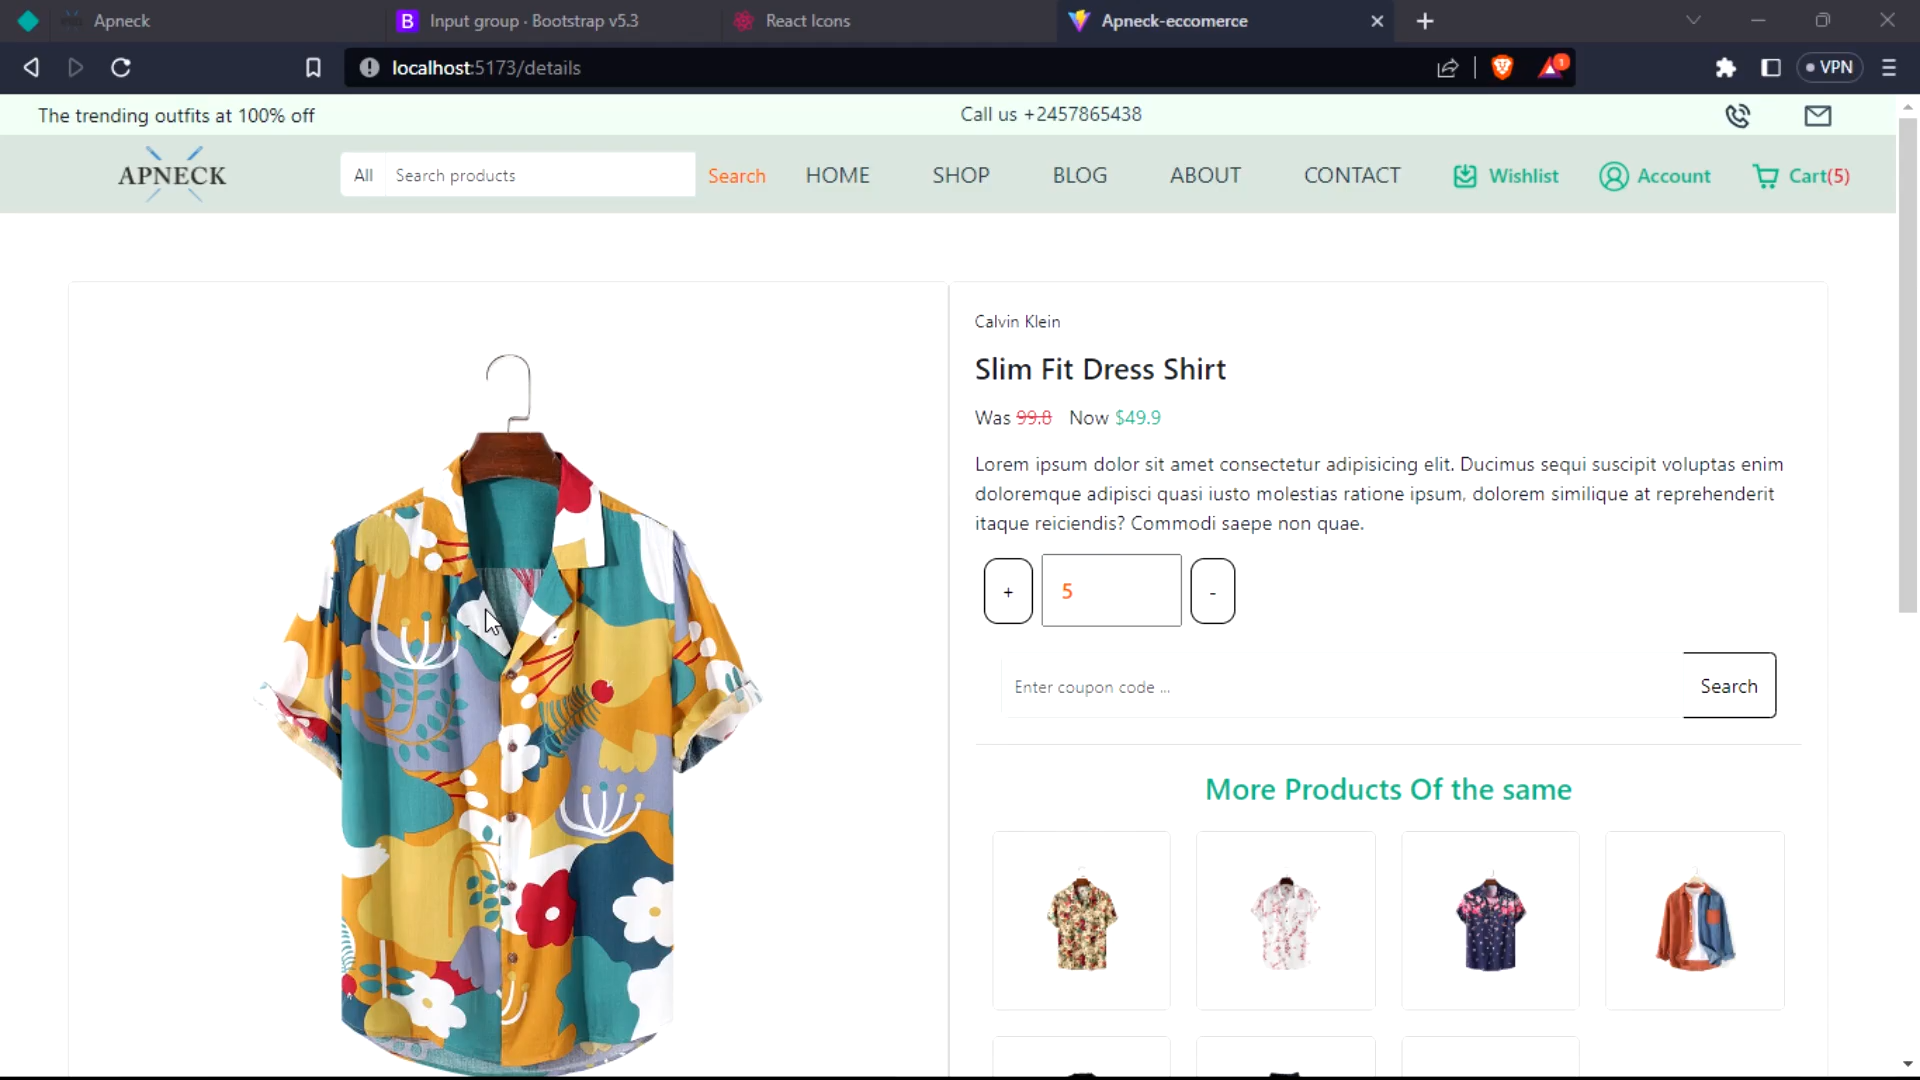 Apneck
B Input group · Bootstrap v5.3
React Icons
Apneck-eccomerce
localhost:5173/details
1
VPN
The trending outfits at 100% off
Call us +2457865438
APNECK
All
Search products
Search
HOME
SHOP
BLOG
ABOUT
CONTACT
Wishlist
Account
Cart(5)
Calvin Klein
Slim Fit Dress Shirt
Was 99.8 Now $49.9
Lorem ipsum dolor sit amet consectetur adipisicing elit. Ducimus sequi suscipit voluptas enim
doloremque adipisci quasi iusto molestias ratione ipsum, dolorem similique at reprehenderit
itaque reiciendis? Commodi saepe non quae.
+
5
-
Enter coupon code ...
Search
More Products Of the same